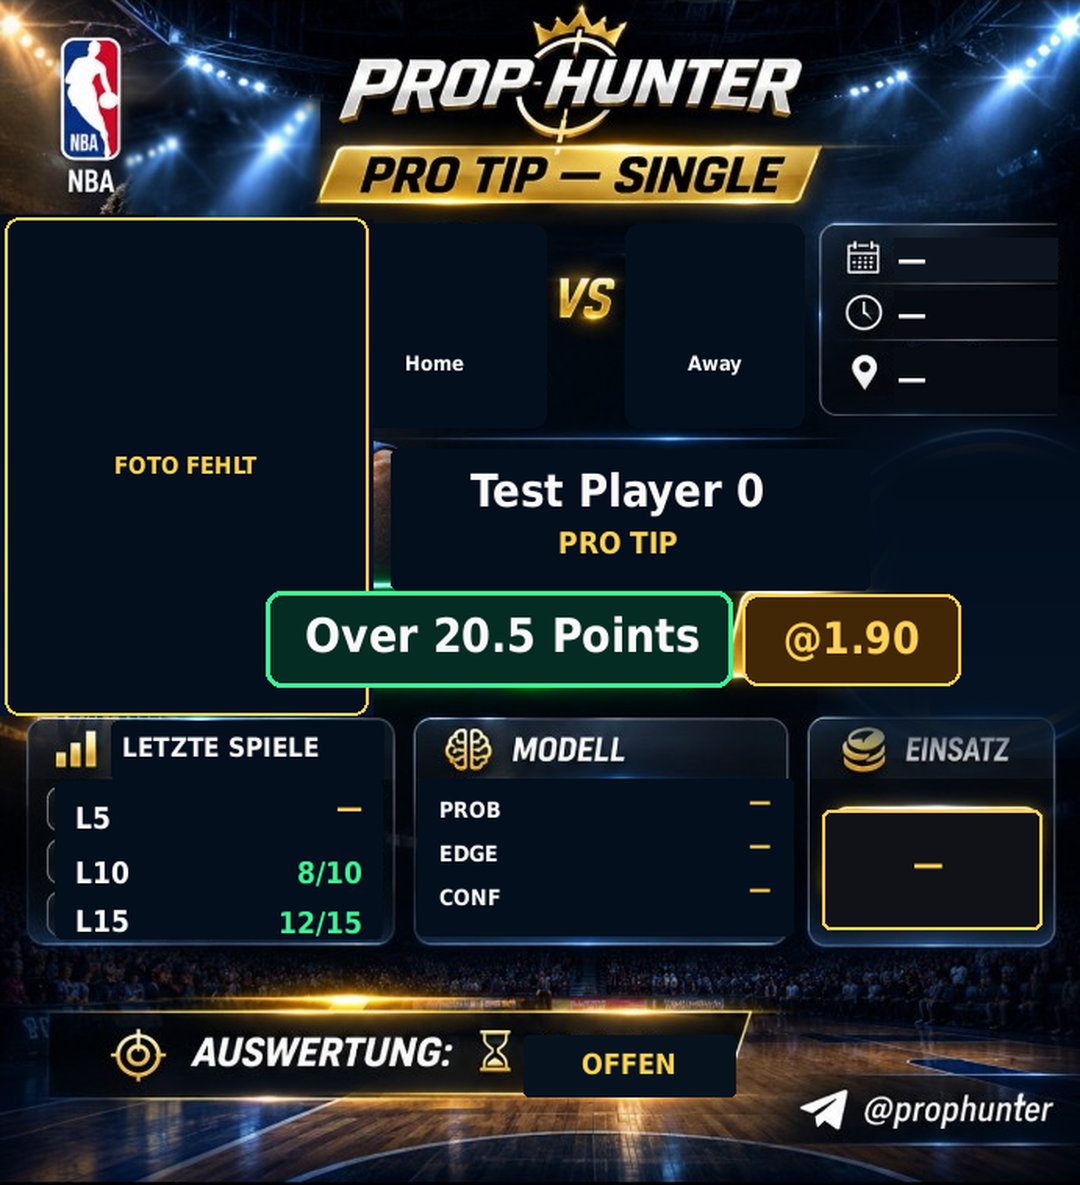 PROP HUNTER
NBA
NBA
PRO TIP — SINGLE
VS
Home
Away
—
—
—
FOTO FEHLT
Test Player 0
PRO TIP
Over 20.5 Points
@1.90
LETZTE SPIELE
L5 —
L10 8/10
L15 12/15
MODELL
PROB —
EDGE —
CONF —
EINSATZ
—
AUSWERTUNG: OFFEN
@prophunter